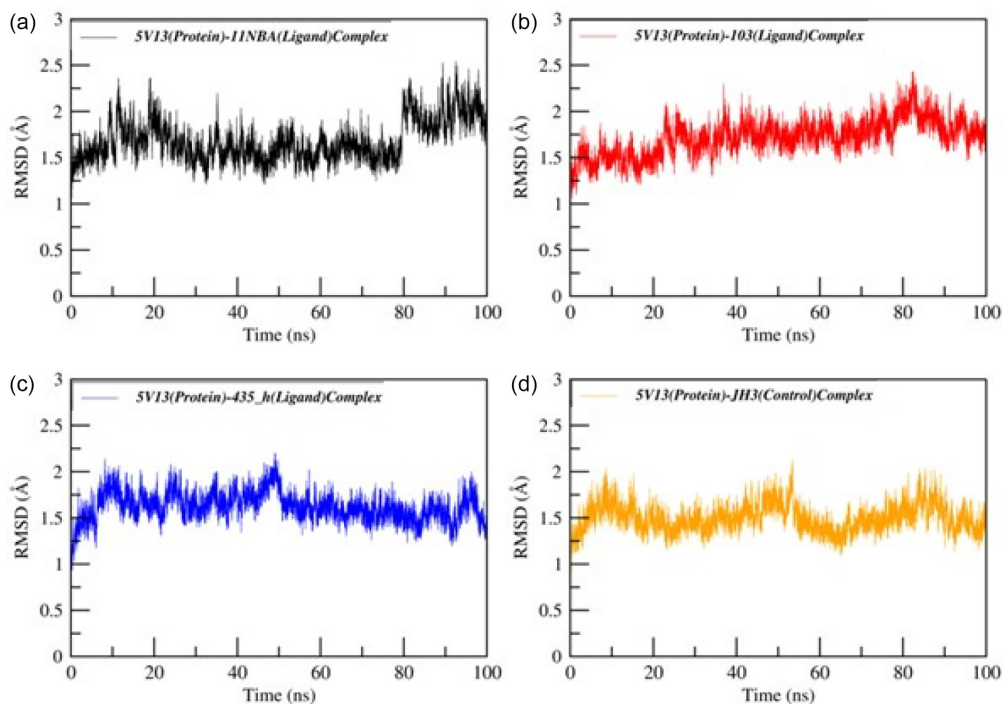 (a)
3
5V13(Protein)-11NBA(Ligand)Complex
2.5
2
RMSD (Å)
1.5
1
0.5
0
0 20 40 60 80 100
Time (ns)
(b)
3
5V13(Protein)-103(Ligand)Complex
2.5
2
RMSD (Å)
1.5
1
0.5
0
0 20 40 60 80 100
Time (ns)
(c)
3
5V13(Protein)-435_h(Ligand)Complex
2.5
2
RMSD (Å)
1.5
1
0.5
0
0 20 40 60 80 100
Time (ns)
(d)
3
5V13(Protein)-JH3(Control)Complex
2.5
2
RMSD (Å)
1.5
1
0.5
0
0 20 40 60 80 100
Time (ns)